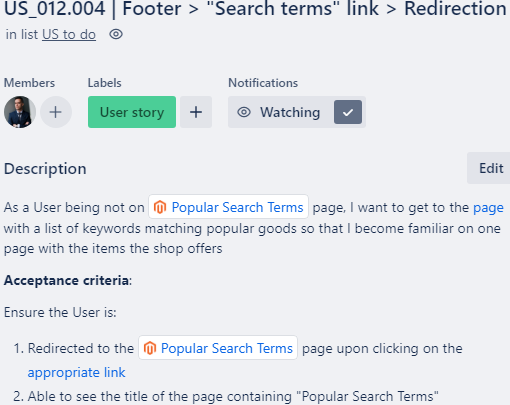 US_012.004 | Footer > "Search terms" link > Redirection
in list US to do
Members
Labels
Notifications
User story
Watching
Description
Edit
As a User being not on Popular Search Terms page, I want to get to the page
with a list of keywords matching popular goods so that I become familiar on one
page with the items the shop offers
Acceptance criteria:
Ensure the User is:
1. Redirected to the Popular Search Terms page upon clicking on the
appropriate link
2. Able to see the title of the page containing "Popular Search Terms"